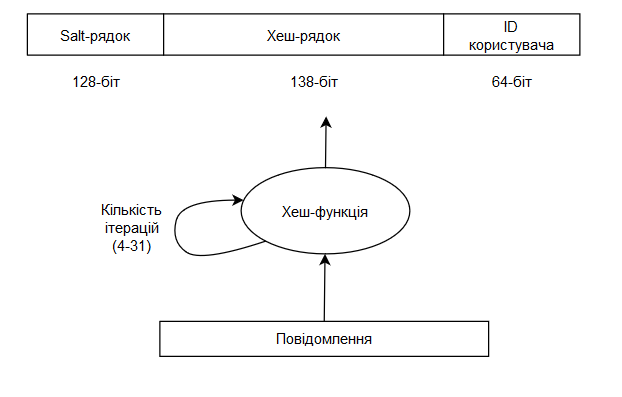 Salt-рядок
Хеш-рядок
ID
користувача
128-біт
138-біт
64-біт
Кількість
ітерацій
(4-31)
Хеш-функція
Повідомлення